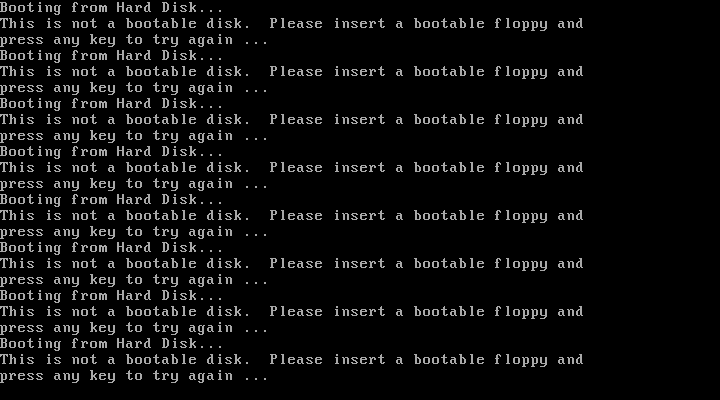 Booting from Hard Disk...
This is not a bootable disk.  Please insert a bootable floppy and
press any key to try again ...
Booting from Hard Disk...
This is not a bootable disk.  Please insert a bootable floppy and
press any key to try again ...
Booting from Hard Disk...
This is not a bootable disk.  Please insert a bootable floppy and
press any key to try again ...
Booting from Hard Disk...
This is not a bootable disk.  Please insert a bootable floppy and
press any key to try again ...
Booting from Hard Disk...
This is not a bootable disk.  Please insert a bootable floppy and
press any key to try again ...
Booting from Hard Disk...
This is not a bootable disk.  Please insert a bootable floppy and
press any key to try again ...
Booting from Hard Disk...
This is not a bootable disk.  Please insert a bootable floppy and
press any key to try again ...
Booting from Hard Disk...
This is not a bootable disk.  Please insert a bootable floppy and
press any key to try again ...